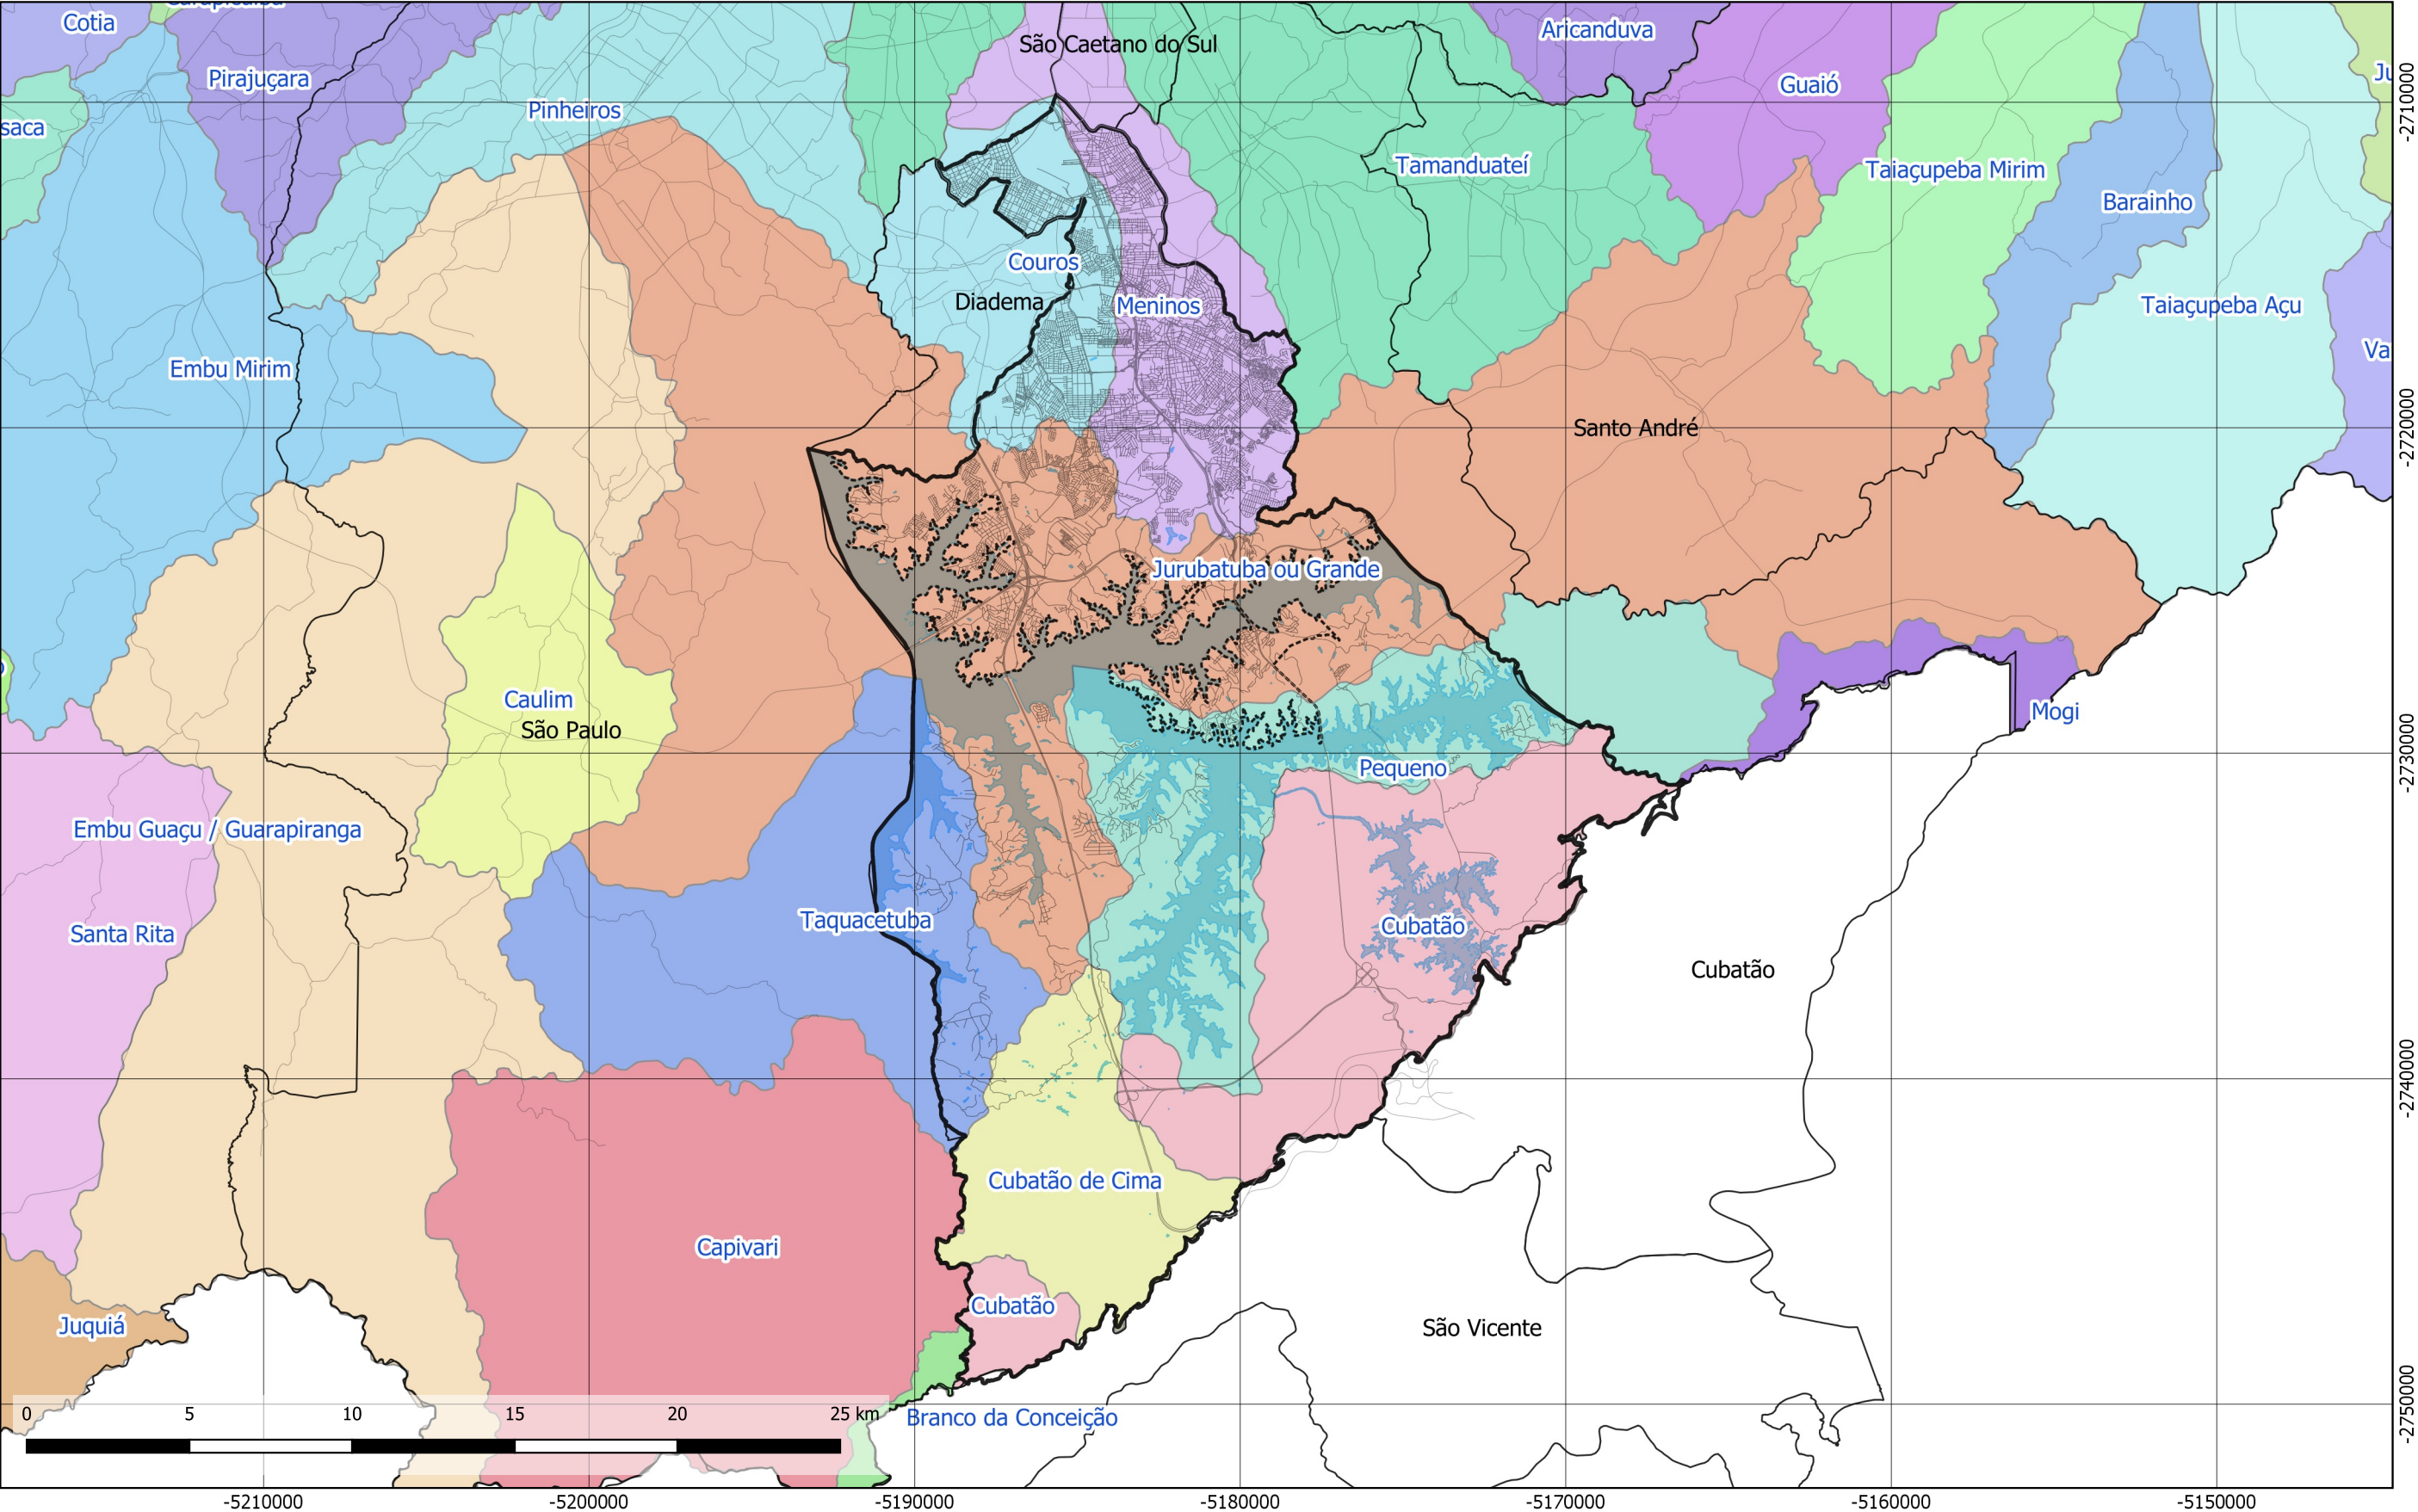 Cotia
São Caetano do Sul
Aricanduva
Pirajuçara
Guaió
Pinheiros
saca
Tamanduateí
Taiaçupeba Mirim
Barainho
Couros
Diadema
Meninos
Taiaçupeba Açu
Va
Embu Mirim
Santo André
Jurubatuba ou Grande
Caulim
São Paulo
Mogi
Pequeno
Embu Guaçu / Guarapiranga
Taquacetuba
Cubatão
Santa Rita
Cubatão
Cubatão de Cima
Capivari
Cubatão
Juquiá
São Vicente
Branco da Conceição
0 5 10 15 20 25 km
-5210000 -5200000 -5190000 -5180000 -5170000 -5160000 -5150000
-2710000
-2720000
-2730000
-2740000
-2750000